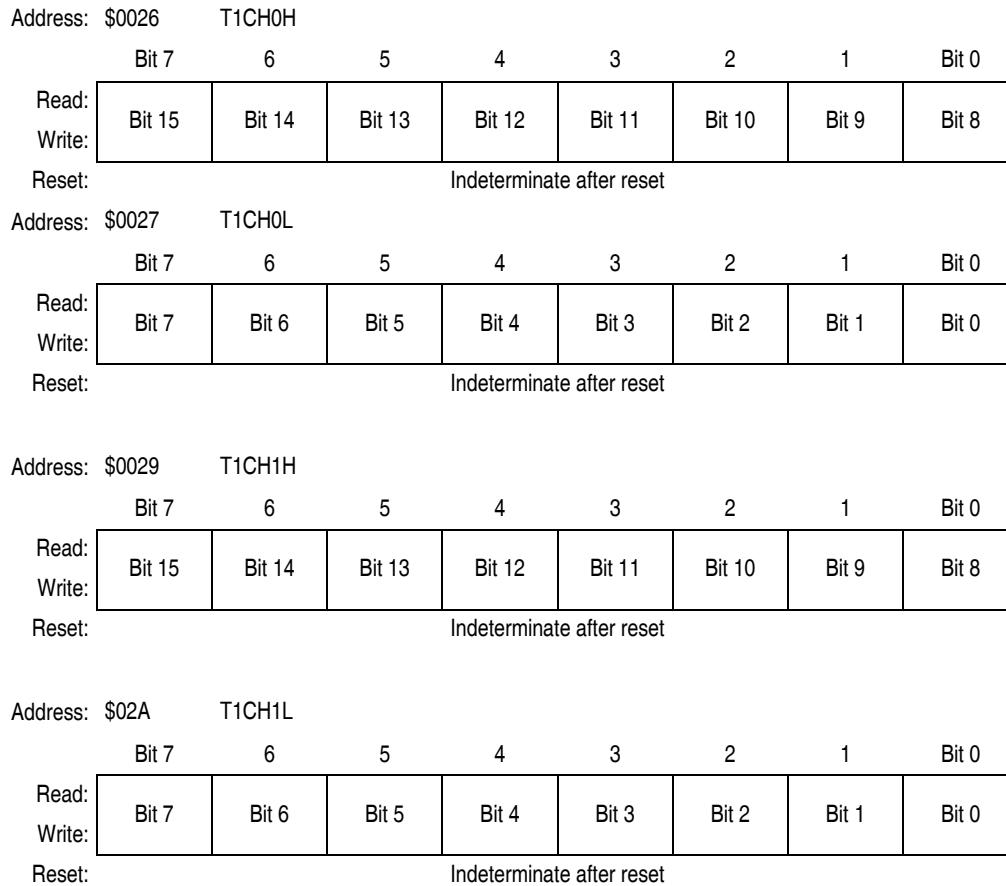 Address: $0026 T1CH0H
Bit 7 6 5 4 3 2 1 Bit 0
Read:
Bit 15 Bit 14 Bit 13 Bit 12 Bit 11 Bit 10 Bit 9 Bit 8
Write:
Reset: Indeterminate after reset
Address: $0027 T1CH0L
Bit 7 6 5 4 3 2 1 Bit 0
Read:
Bit 7 Bit 6 Bit 5 Bit 4 Bit 3 Bit 2 Bit 1 Bit 0
Write:
Reset: Indeterminate after reset
Address: $0029 T1CH1H
Bit 7 6 5 4 3 2 1 Bit 0
Read:
Bit 15 Bit 14 Bit 13 Bit 12 Bit 11 Bit 10 Bit 9 Bit 8
Write:
Reset: Indeterminate after reset
Address: $02A T1CH1L
Bit 7 6 5 4 3 2 1 Bit 0
Read:
Bit 7 Bit 6 Bit 5 Bit 4 Bit 3 Bit 2 Bit 1 Bit 0
Write:
Reset: Indeterminate after reset